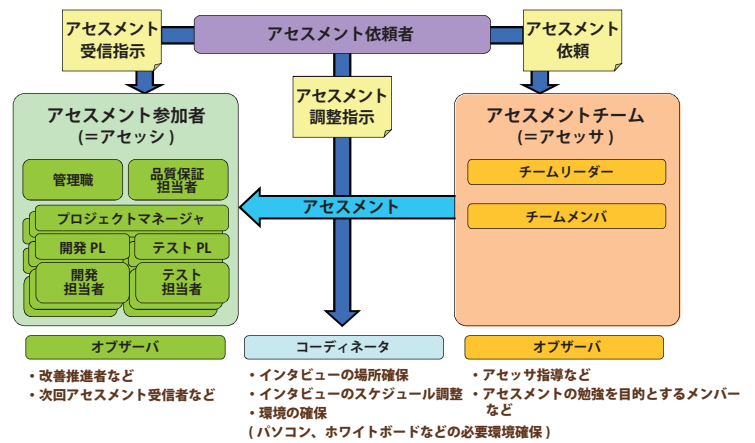 アセスメント
受信指示
アセスメント依頼者
アセスメント
依頼
アセスメント
調整指示
アセスメント参加者
(＝アセッシ )
管理職
品質保証
担当者
プロジェクトマネージャ
開発 PL
テスト PL
開発
担当者
テスト
担当者
アセスメント
アセスメントチーム
(＝アセッサ )
チームリーダー
チームメンバ
オブザーバ
・改善推進者など
・次回アセスメント受信者など
コーディネータ
・インタビューの場所確保
・インタビューのスケジュール調整
・環境の確保
( パソコン、ホワイトボードなどの必要環境確保 )
オブザーバ
・アセッサ指導など
・アセスメントの勉強を目的とするメンバー
など